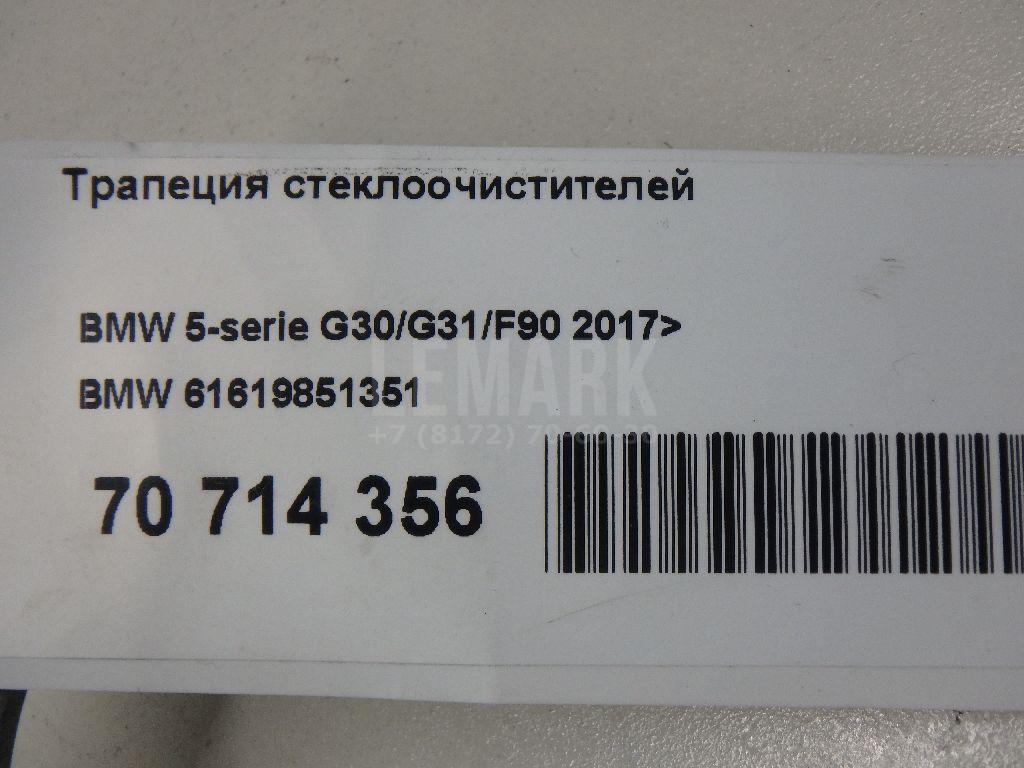 Трапеция стеклоочистителей
BMW 5-serie G30/G31/F90 2017>
LEMARK
BMW 61619851351
70 714 356